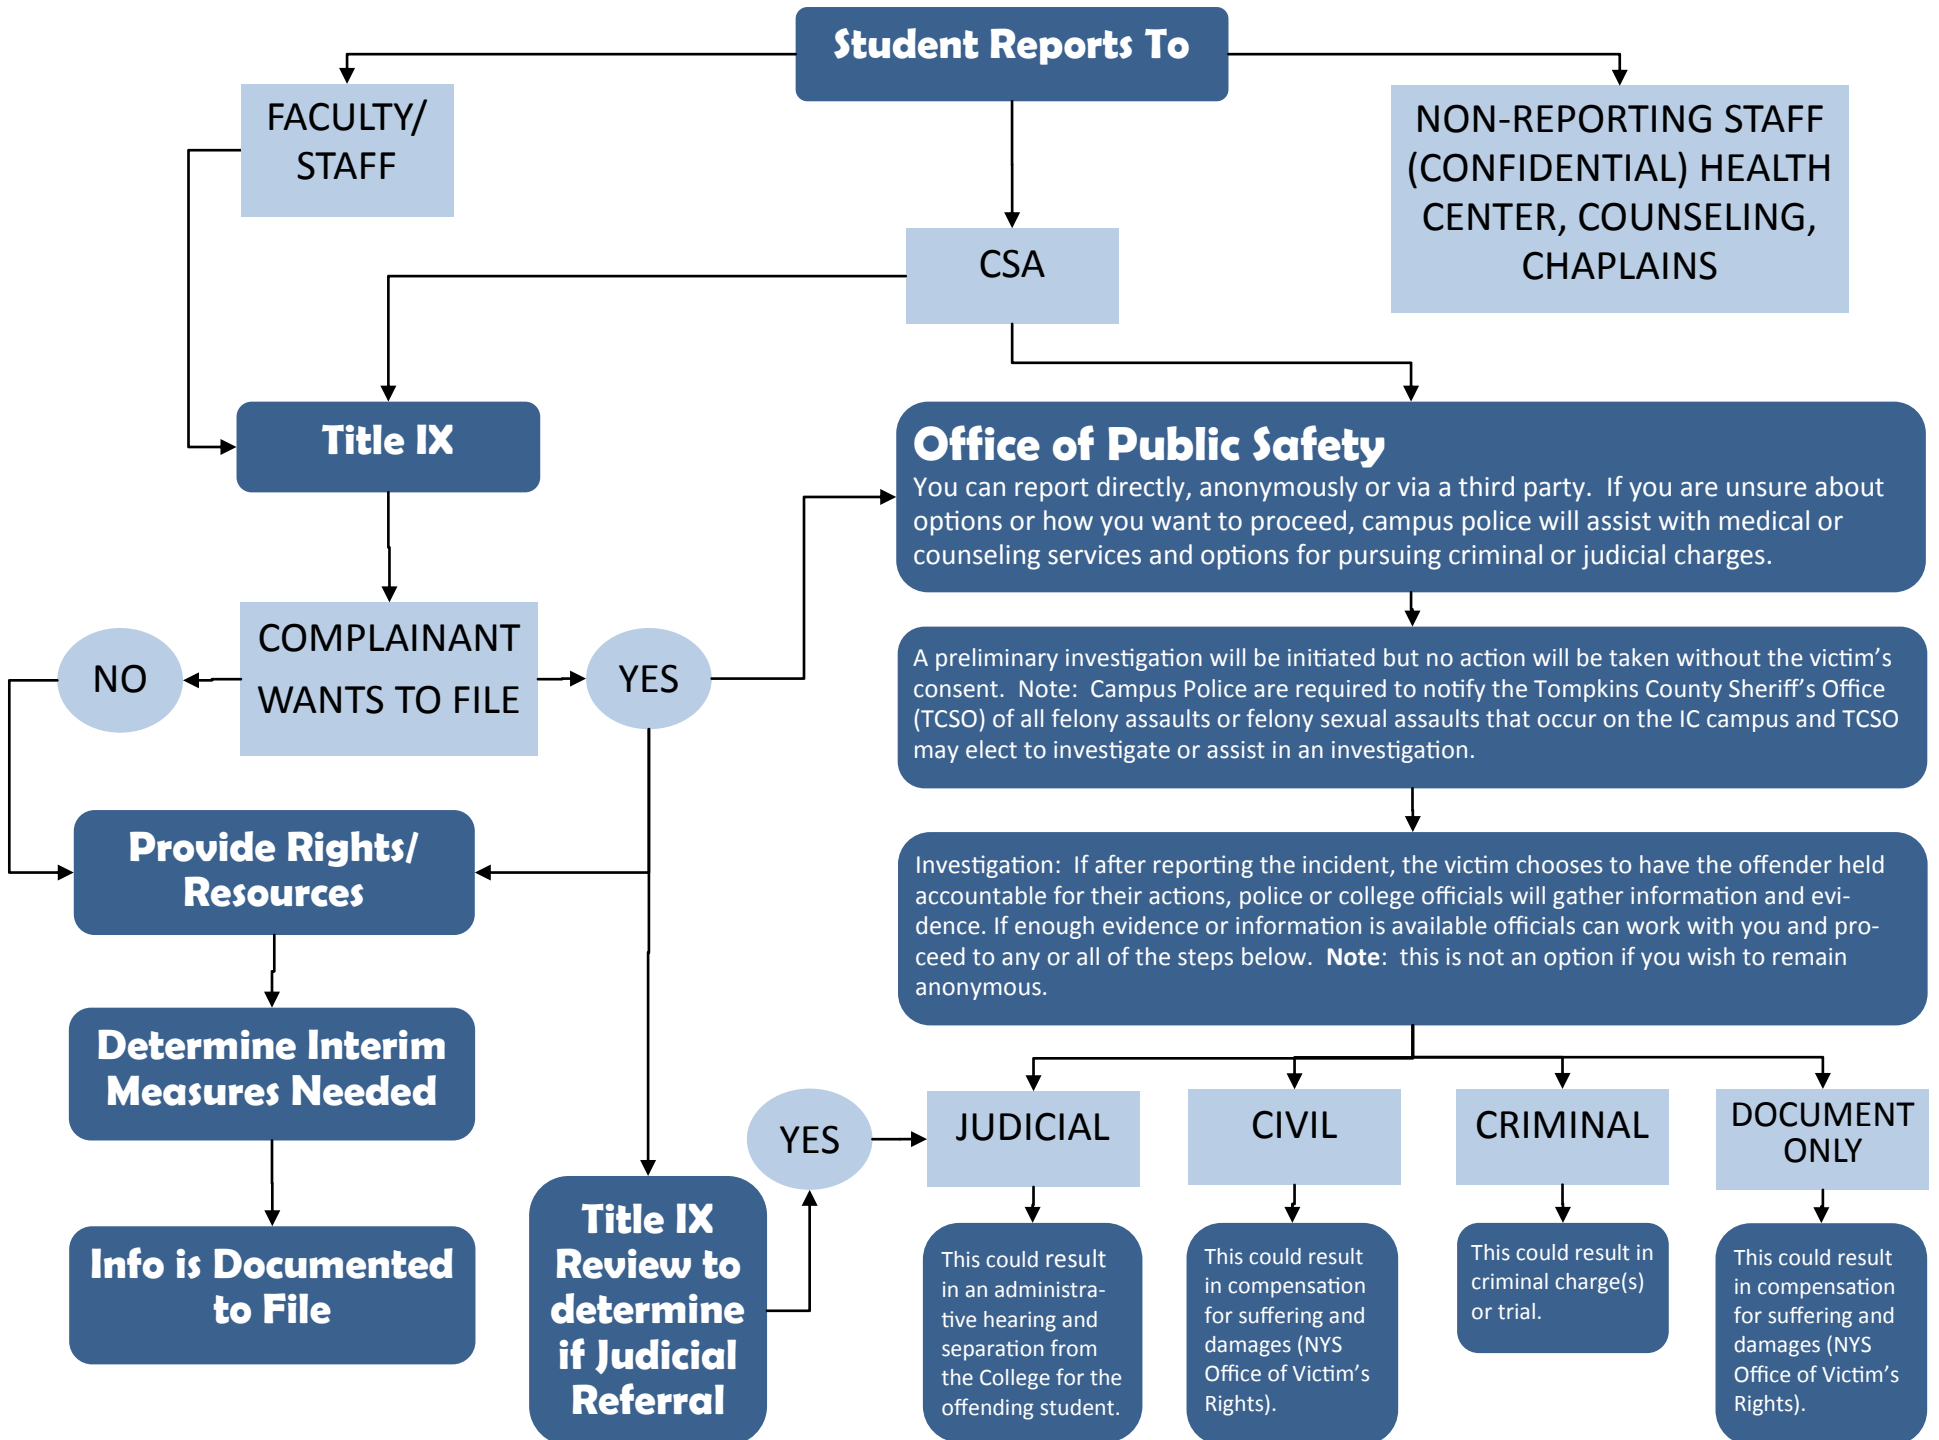 Student Reports To
FACULTY/
STAFF
NON-REPORTING STAFF
(CONFIDENTIAL) HEALTH
CENTER, COUNSELING,
CHAPLAINS
CSA
Title IX
Office of Public Safety
You can report directly, anonymously or via a third party.  If you are unsure about
options or how you want to proceed, campus police will assist with medical or
counseling services and options for pursuing criminal or judicial charges.
COMPLAINANT
WANTS TO FILE
NO
YES
A preliminary investigation will be initiated but no action will be taken without the victim's
consent.  Note:  Campus Police are required to notify the Tompkins County Sheriff's Office
(TCSO) of all felony assaults or felony sexual assaults that occur on the IC campus and TCSO
may elect to investigate or assist in an investigation.
Provide Rights/
Resources
Investigation:  If after reporting the incident, the victim chooses to have the offender held
accountable for their actions, police or college officials will gather information and evi-
dence. If enough evidence or information is available officials can work with you and pro-
ceed to any or all of the steps below.  Note:  this is not an option if you wish to remain
anonymous.
Determine Interim
Measures Needed
Info is Documented
to File
Title IX
Review to
determine
if Judicial
Referral
YES
JUDICIAL
CIVIL
CRIMINAL
DOCUMENT
ONLY
This could result
in an administra-
tive hearing and
separation from
the College for the
offending student.
This could result
in compensation
for suffering and
damages (NYS
Office of Victim's
Rights).
This could result in
criminal charge(s)
or trial.
This could result
in compensation
for suffering and
damages (NYS
Office of Victim's
Rights).